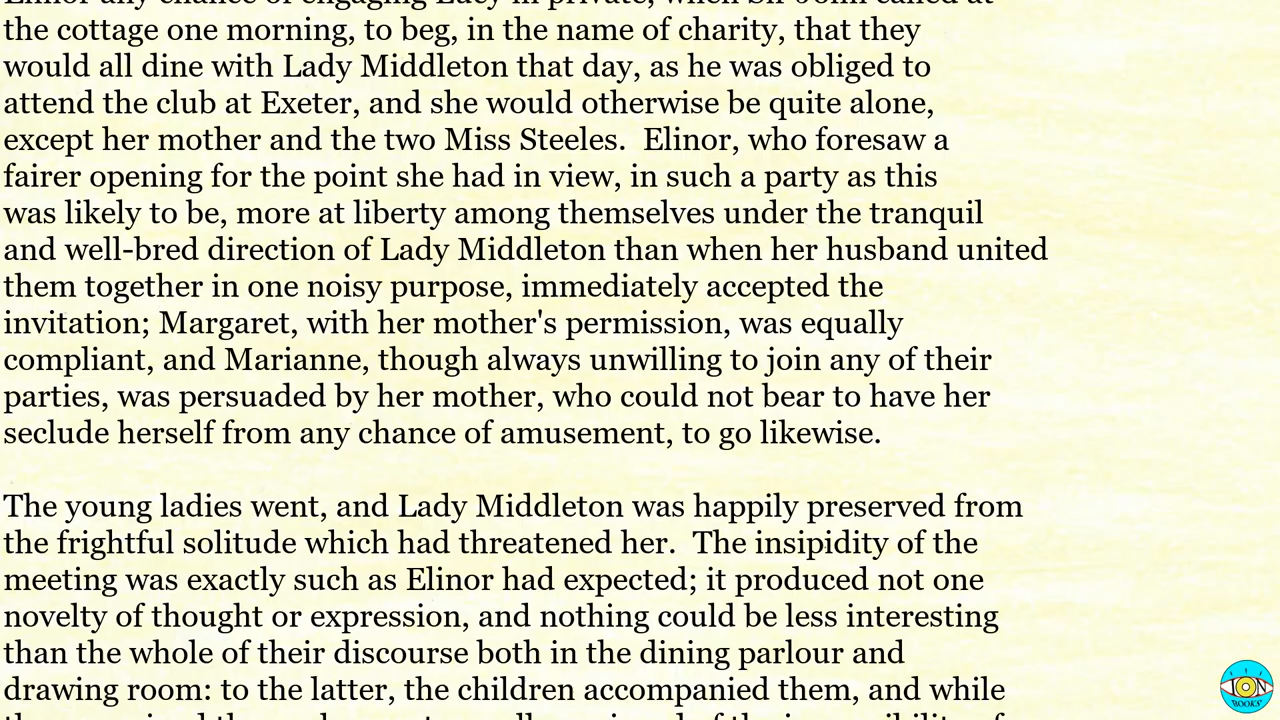 the cottage one morning, to beg, in the name of charity, that they
would all dine with Lady Middleton that day, as he was obliged to
attend the club at Exeter, and she would otherwise be quite alone,
except her mother and the two Miss Steeles.  Elinor, who foresaw a
fairer opening for the point she had in view, in such a party as this
was likely to be, more at liberty among themselves under the tranquil
and well-bred direction of Lady Middleton than when her husband united
them together in one noisy purpose, immediately accepted the
invitation; Margaret, with her mother's permission, was equally
compliant, and Marianne, though always unwilling to join any of their
parties, was persuaded by her mother, who could not bear to have her
seclude herself from any chance of amusement, to go likewise.
The young ladies went, and Lady Middleton was happily preserved from
the frightful solitude which had threatened her.  The insipidity of the
meeting was exactly such as Elinor had expected; it produced not one
novelty of thought or expression, and nothing could be less interesting
than the whole of their discourse both in the dining parlour and
drawing room: to the latter, the children accompanied them, and while
ION
BOOKS